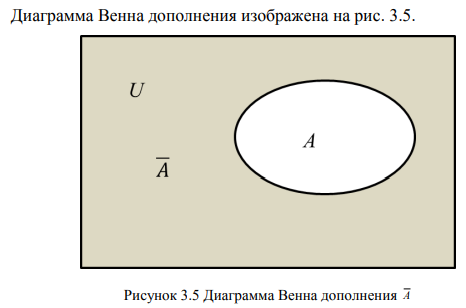 Диаграмма Венна дополнения изображена на рис. 3.5.
U
A
A̅
Рисунок 3.5 Диаграмма Венна дополнения A̅